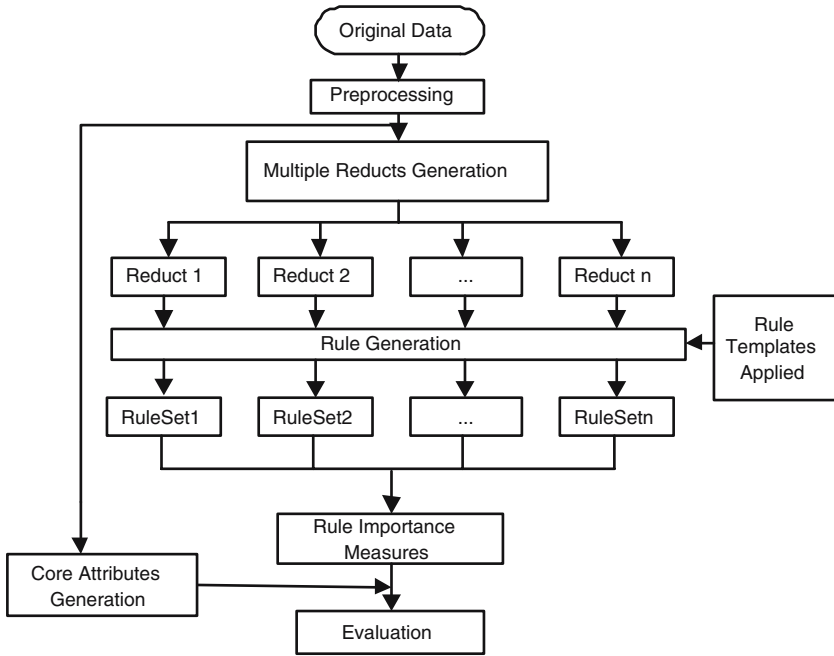 Original Data
Preprocessing
Multiple Reducts Generation
Reduct 1
Reduct 2
...
Reduct n
Rule Generation
Rule
Templates
Applied
RuleSet1
RuleSet2
...
RuleSetn
Rule Importance
Measures
Core Attributes
Generation
Evaluation